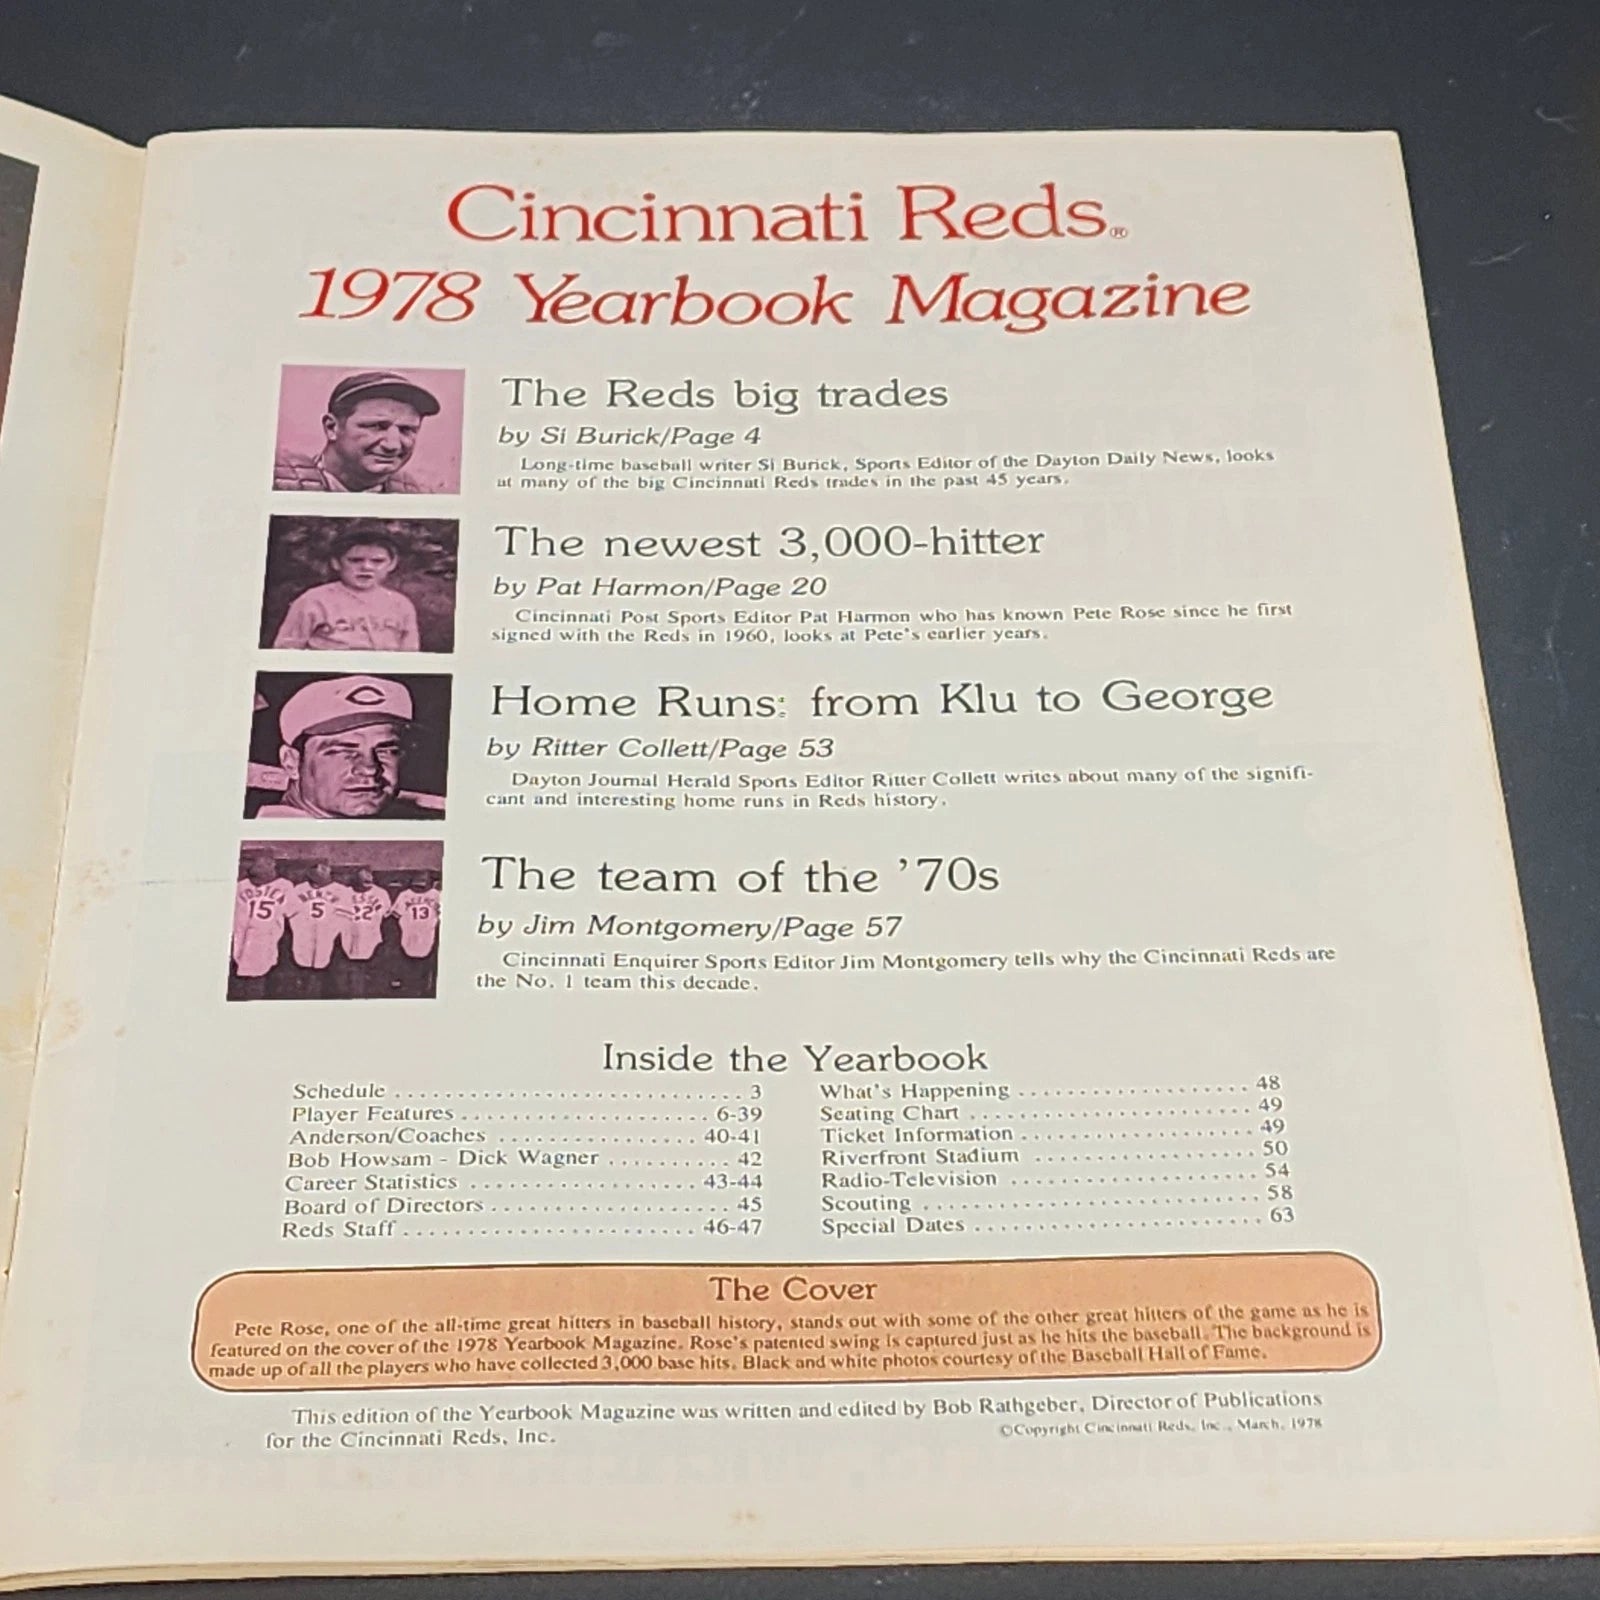 Cincinnati Reds®
1978 Yearbook Magazine
The Reds big trades
by Si Burick/Page 4
Long-time baseball writer Si Burick, Sports Editor of the Dayton Daily News, looks
at many of the big Cincinnati Reds trades in the past 45 years.
The newest 3,000-hitter
by Pat Harmon/Page 20
Cincinnati Post Sports Editor Pat Harmon who has known Pete Rose since he first
signed with the Reds in 1960, looks at Pete's earlier years.
Home Runs: from Klu to George
by Ritter Collett/Page 53
Dayton Journal Herald Sports Editor Ritter Collett writes about many of the signifi-
cant and interesting home runs in Reds history.
FOSTER
15
BENCH
5
13
The team of the '70s
by Jim Montgomery/Page 57
Cincinnati Enquirer Sports Editor Jim Montgomery tells why the Cincinnati Reds are
the No. 1 team this decade.
Inside the Yearbook
Schedule . . . . . . . . . . 3
Player Features . . . . . . . . . . 6-39
Anderson/Coaches . . . . . . . . . . 40-41
Bob Howsam - Dick Wagner . . . . . . . . . . 42
Career Statistics . . . . . . . . . . 43-44
Board of Directors . . . . . . . . . . 45
Reds Staff . . . . . . . . . . 46-47
What's Happening . . . . . . . . . . 48
Seating Chart . . . . . . . . . . 49
Ticket Information . . . . . . . . . . 49
Riverfront Stadium . . . . . . . . . . 50
Radio-Television . . . . . . . . . . 54
Scouting . . . . . . . . . . 58
Special Dates . . . . . . . . . . 63
The Cover
Pete Rose, one of the all-time great hitters in baseball history, stands out with some of the other great hitters of the game as he is
featured on the cover of the 1978 Yearbook Magazine. Rose's patented swing is captured just as he hits the baseball. The background is
made up of all the players who have collected 3,000 base hits. Black and white photos courtesy of the Baseball Hall of Fame.
This edition of the Yearbook Magazine was written and edited by Bob Rathgeber, Director of Publications
for the Cincinnati Reds, Inc.
©Copyright Cincinnati Reds, Inc., March, 1978